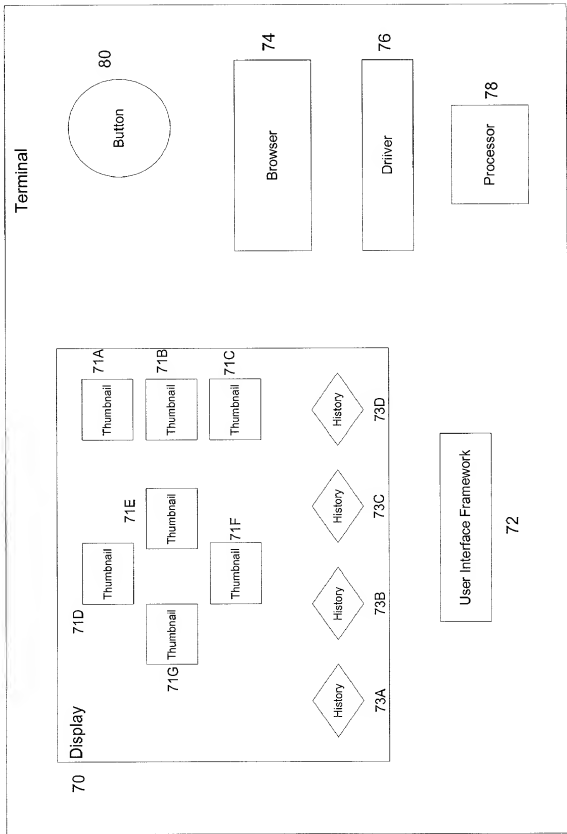 Terminal
70
Display
71D
Thumbnail
Thumbnail
71A
71E
Thumbnail
71G
Thumbnail
Thumbnail
71B
Thumbnail
71F
Thumbnail
71C
History
History
History
History
73A
73B
73C
73D
User Interface Framework
72
Button
80
Browser
74
Driiver
76
Processor
78